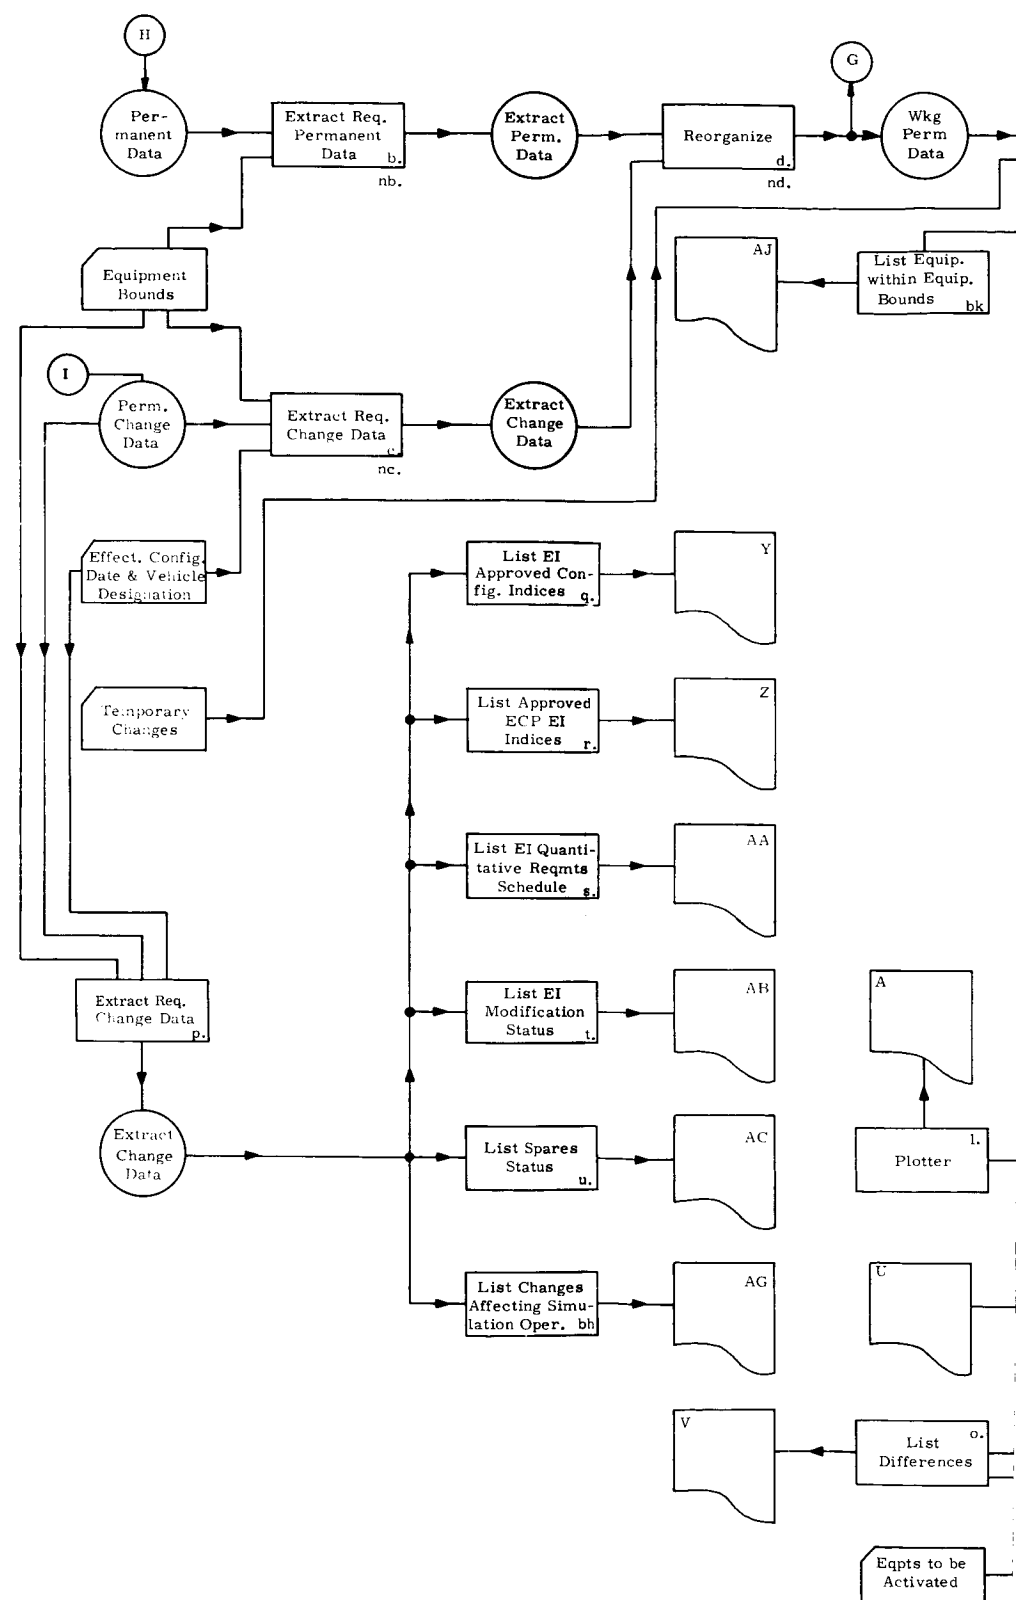 H
Per-
manent
Data
Extract Req.
Permanent
Data
b.
nb.
Extract
Perm.
Data
Reorganize
d.
nd.
G
Wkg
Perm
Data
Equipment
Bounds
AJ
List Equip.
within Equip.
Bounds
bk
I
Perm.
Change
Data
Extract Req.
Change Data
c.
nc.
Extract
Change
Data
Effect. Config.
Date & Vehicle
Designation
List EI
Approved Con-
fig. Indices
q.
Y
Temporary
Changes
List Approved
ECP EI
Indices
r.
Z
List EI Quanti-
tative Reqmts
Schedule
s.
AA
Extract Req.
Change Data
p.
List EI
Modification
Status
t.
AB
A
Extract
Change
Data
List Spares
Status
u.
AC
1.
Plotter
List Changes
Affecting Simu-
lation Oper.
bh
AG
U
V
o.
List
Differences
Eqpts to be
Activated